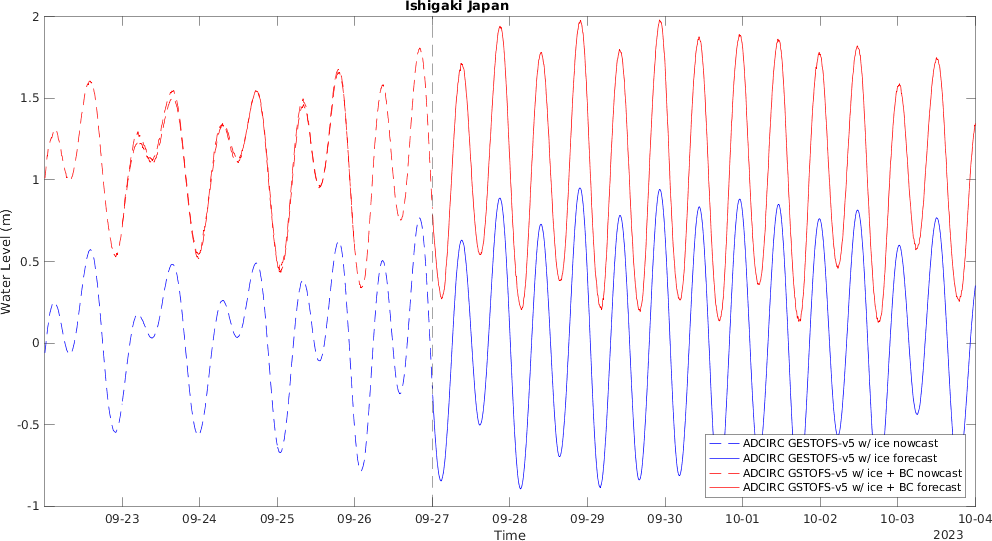 Ishigaki Japan
2
1.5
1
0.5
0
-0.5
-1
Water Level (m)
09-23 09-24 09-25 09-26 09-27 09-28 09-29 09-30 10-01 10-02 10-03 10-04
Time
2023
ADCIRC GESTOFS-v5 w/ ice nowcast
ADCIRC GESTOFS-v5 w/ ice forecast
ADCIRC GSTOFS-v5 w/ ice + BC nowcast
ADCIRC GSTOFS-v5 w/ ice + BC forecast